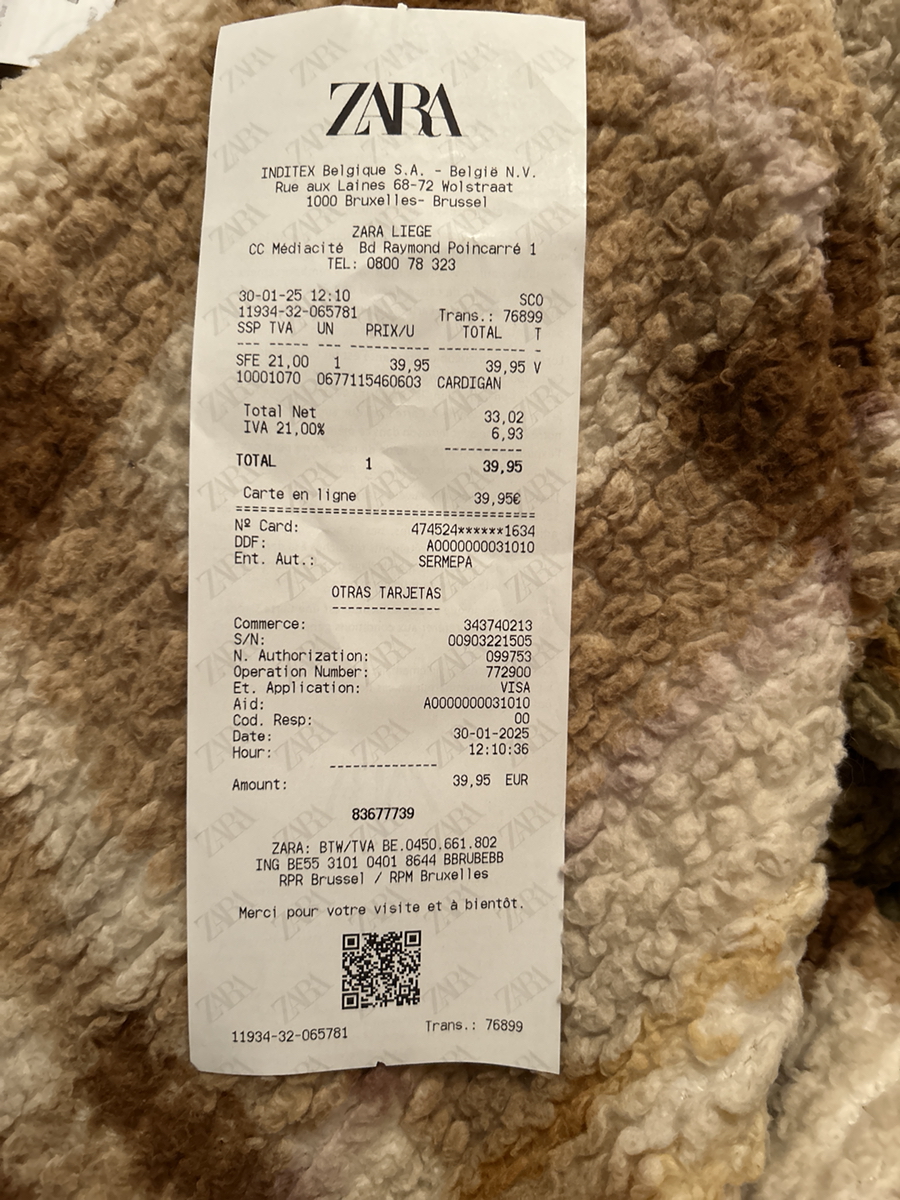 ZARA
INDITEX Belgique S.A. - België N.V.
Rue aux Laines 68-72 Wolstraat
1000 Bruxelles- Brussel
ZARA LIEGE
CC Médiacité Bd Raymond Poincarré 1
TEL: 0800 78 323
30-01-25 12:10 SCO
11934-32-065781 Trans.: 76899
SSP TVA UN PRIX/U TOTAL T
--- ----- --- ---------- ----------- -
SFE 21,00 1 39,95 39,95 V
10001070 0677115460603 CARDIGAN
Total Net 33,02
IVA 21,00% 6,93
----------
TOTAL 1 39,95
Carte en ligne 39,95€
======================================
Nº Card: 474524******1634
DDF: A0000000031010
Ent. Aut.: SERMEPA
OTRAS TARJETAS
--------------
Commerce: 343740213
S/N: 00903221505
N. Authorization: 099753
Operation Number: 772900
Et. Application: VISA
Aid: A0000000031010
Cod. Resp: 00
Date: 30-01-2025
Hour: 12:10:36
--------------
Amount: 39,95 EUR
83677739
ZARA: BTW/TVA BE.0450.661.802
ING BE55 3101 0401 8644 BBRUBEBB
RPR Brussel / RPM Bruxelles
Merci pour votre visite et à bientôt.
11934-32-065781 Trans.: 76899